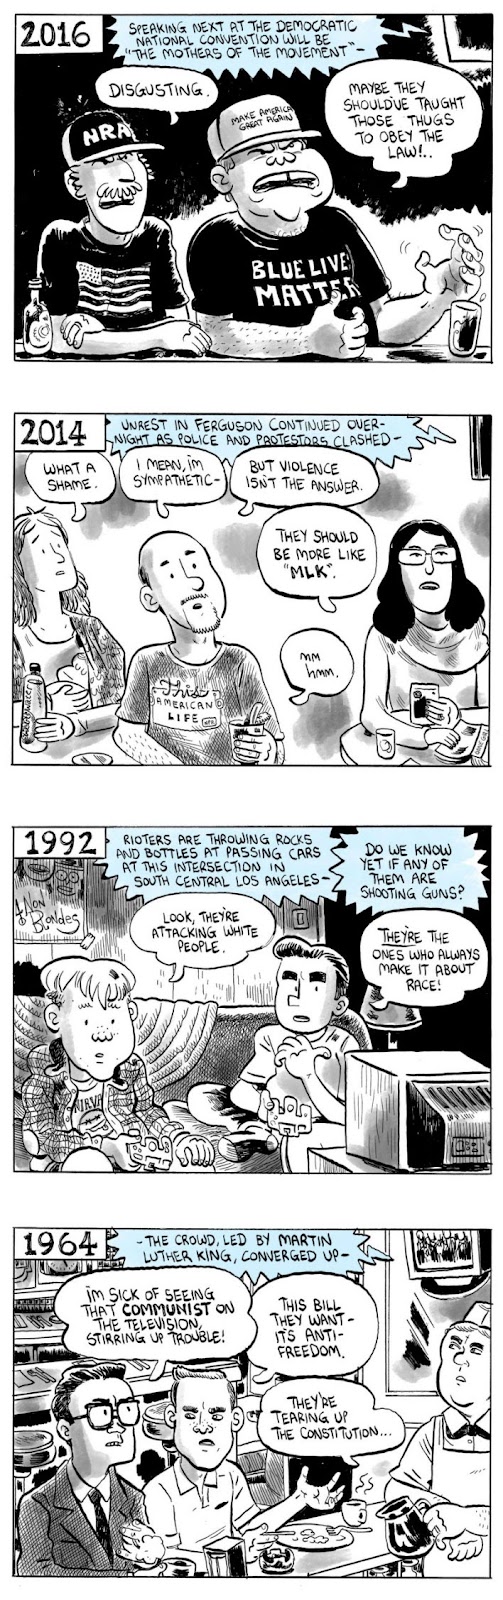 2016
SPEAKING NEXT AT THE DEMOCRATIC
NATIONAL CONVENTION WILL BE
"THE MOTHERS OF THE MOVEMENT"-
DISGUSTING.
MAYBE THEY
SHOULD'VE TAUGHT
THOSE THUGS
TO OBEY THE
LAW!..
NRA
MAKE AMERICA
GREAT AGAIN
BLUE LIVE
MATTER
2014
UNREST IN FERGUSON CONTINUED OVER-
NIGHT AS POLICE AND PROTESTORS CLASHED-
WHAT A
SHAME.
I MEAN, I'M
SYMPATHETIC-
BUT VIOLENCE
ISN'T THE ANSWER.
THEY SHOULD
BE MORE LIKE
"MLK".
MM
HMM.
This
AMERICAN
LIFE
1992
RIOTERS ARE THROWING ROCKS
AND BOTTLES AT PASSING CARS
AT THIS INTERSECTION IN
SOUTH CENTRAL LOS ANGELES-
DO WE KNOW
YET IF ANY OF
THEM ARE
SHOOTING GUNS?
4 Non
Blondes
LOOK, THEY'RE
ATTACKING WHITE
PEOPLE.
THEY'RE THE
ONES WHO ALWAYS
MAKE IT ABOUT
RACE!
NIRVA
1964
-THE CROWD, LED BY MARTIN
LUTHER KING, CONVERGED UP-
I'M SICK OF SEEING
THAT COMMUNIST ON
THE TELEVISION,
STIRRING UP TROUBLE!
THIS BILL
THEY WANT-
IT'S ANTI-
FREEDOM.
THEY'RE
TEARING UP
THE CONSTITUTION...